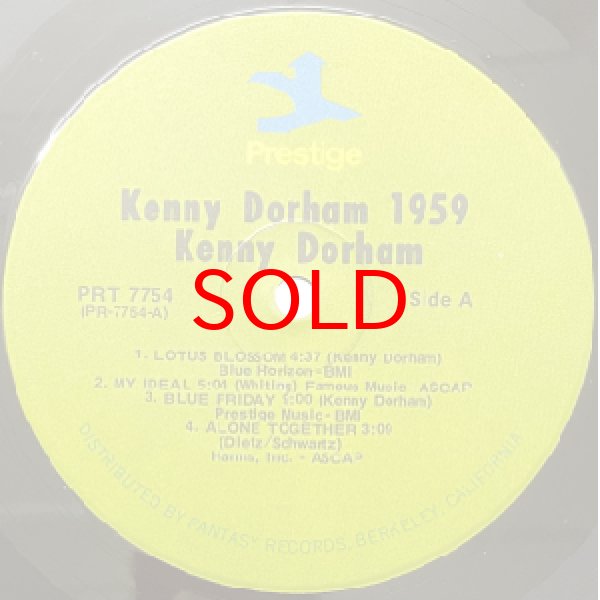 Prestige
Kenny Dorham 1959
Kenny Dorham
PRT 7754
(PR-7754-A)
SOLD
Side A
1. LOTUS BLOSSOM 4:37 (Kenny Dorham)
Blue Horizon - BMI
2. MY IDEAL 5:01 (Whiting) Famous Music - ASCAP
3. BLUE FRIDAY :00 (Kenny Dorham)
Prestige Music - BMI
4. ALONE TOGETHER 3:09
(Dietz/Schwartz)
Harms, Inc. - ASCAP
DISTRIBUTED BY FANTASY RECORDS, BERKELEY, CALIFORNIA